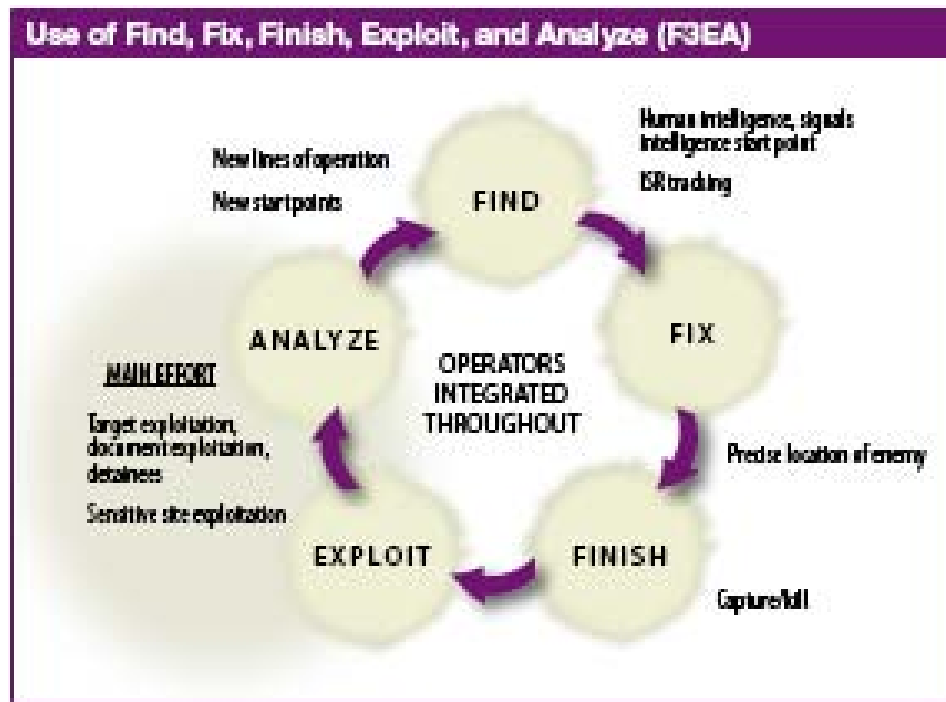 Use of Find, Fix, Finish, Exploit, and Analyze (F3EA)
Human intelligence, signals
intelligence start point
ISR tracking
New lines of operation
New start points
FIND
FIX
ANALYZE
OPERATORS
INTEGRATED
THROUGHOUT
MAIN EFFORT
Target exploitation,
document exploitation,
detainees
Sensitive site exploitation
Precise location of enemy
EXPLOIT
FINISH
Capture/kill